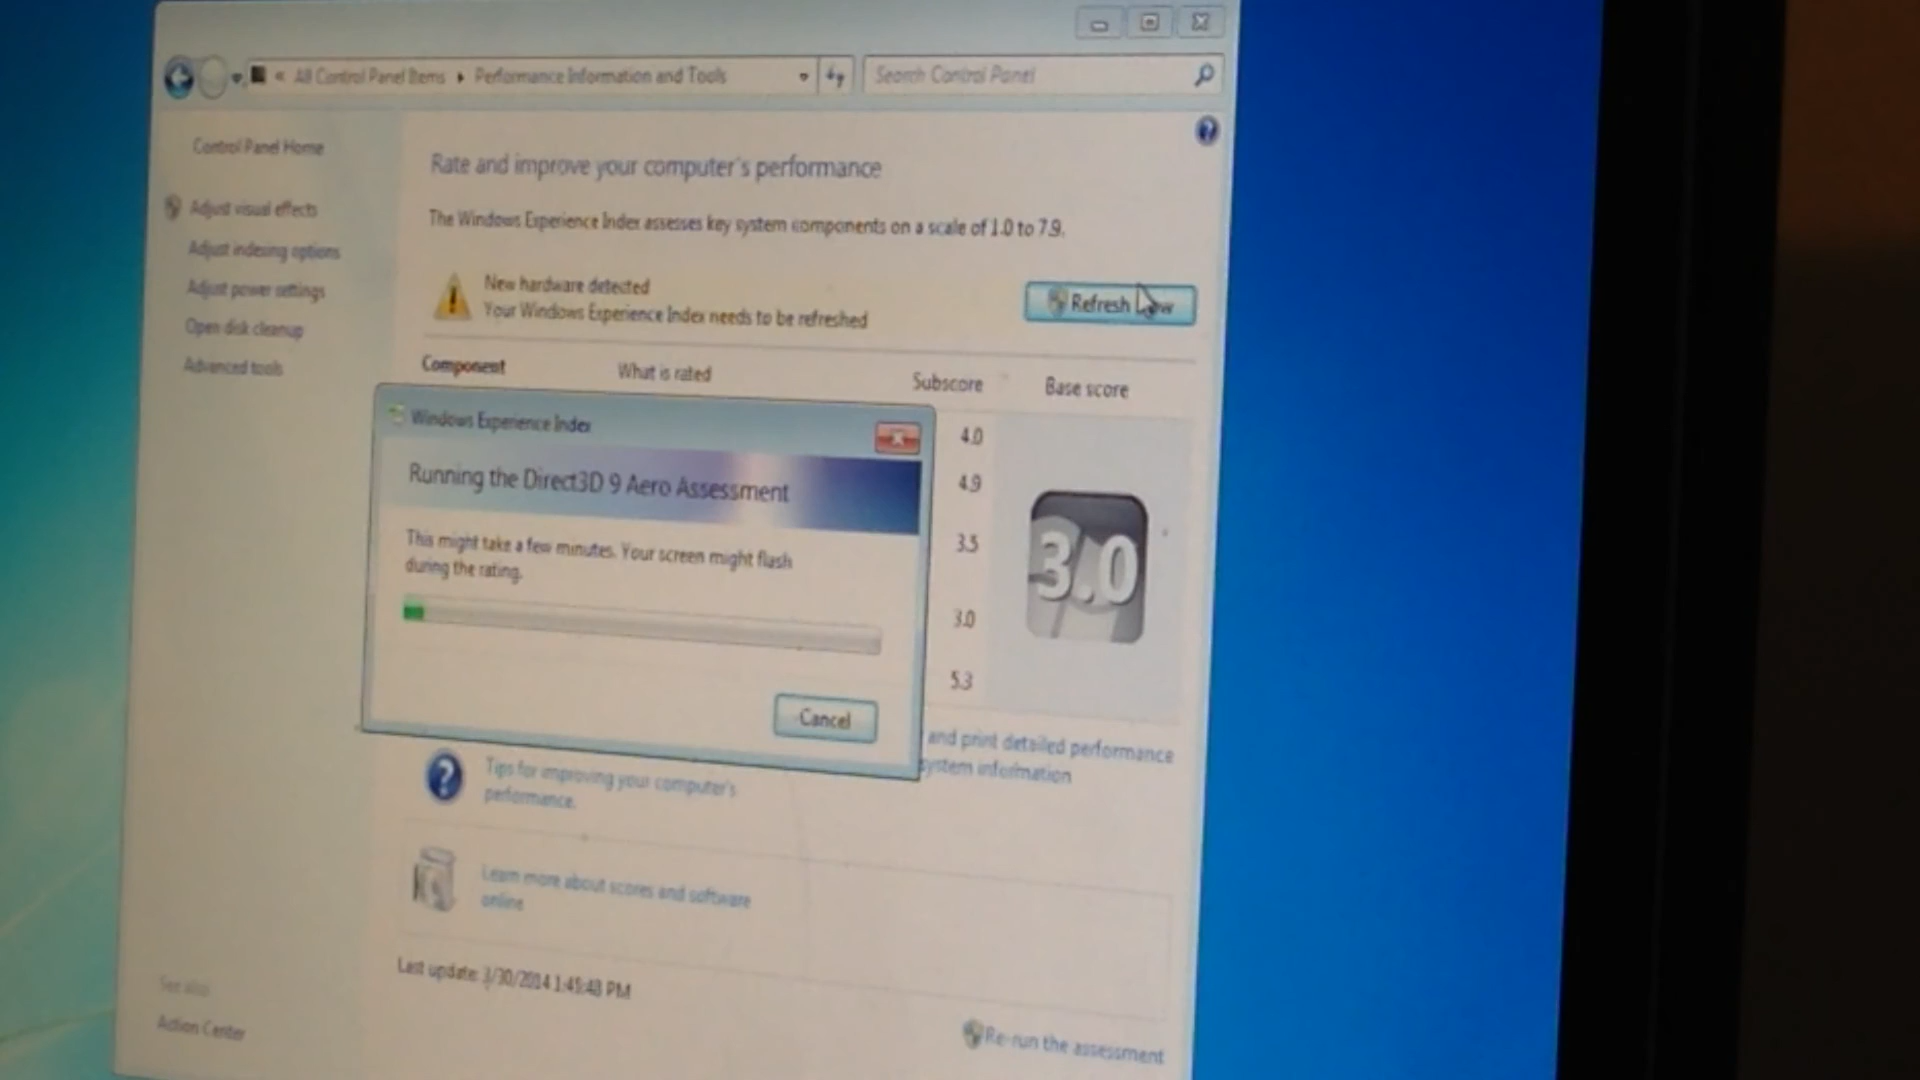 « All Control Panel Items ▸ Performance Information and Tools
Search Control Panel
Control Panel Home
Rate and improve your computer's performance
Adjust visual effects
The Windows Experience Index assesses key system components on a scale of 1.0 to 7.9.
Adjust indexing options
Adjust power settings
New hardware detected
Your Windows Experience Index needs to be refreshed
Refresh
Open disk cleanup
Advanced tools
Component What is rated Subscore Base score
Windows Experience Index
Running the Direct3D 9 Aero Assessment
This might take a few minutes. Your screen might flash
during the rating.
Cancel
4.0
4.9
3.5
3.0
5.3
3.0
and print detailed performance
system information
Tips for improving your computer's
performance.
Learn more about scores and software
online
Last update: 3/30/2014 1:45:43 PM
See also
Action Center
Re-run the assessment